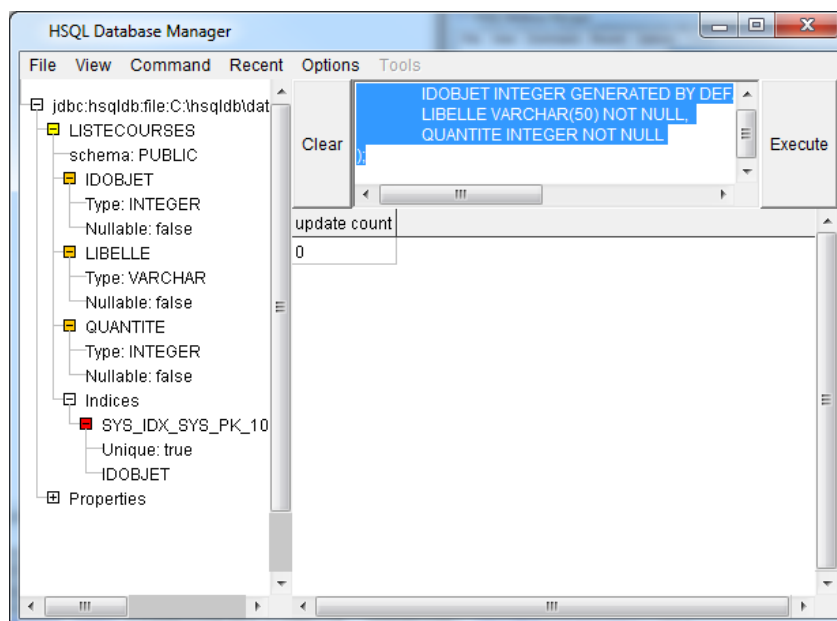 HSQL Database Manager
File View Command Recent Options Tools
jdbc:hsqldb:file:C:\hsqldb\dat
LISTECOURSES
schema: PUBLIC
IDOBJET
Type: INTEGER
Nullable: false
LIBELLE
Type: VARCHAR
Nullable: false
QUANTITE
Type: INTEGER
Nullable: false
Indices
SYS_IDX_SYS_PK_10
Unique: true
IDOBJET
Properties
Clear
IDOBJET INTEGER GENERATED BY DEF
LIBELLE VARCHAR(50) NOT NULL,
QUANTITE INTEGER NOT NULL
);
Execute
update count
0